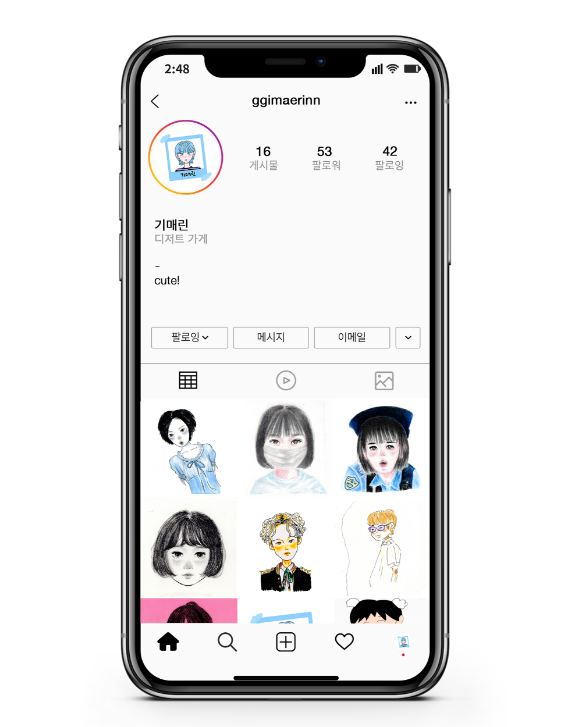 2:48
ggimaerinn
16 53 42
게시물 팔로워 팔로잉
기매린
디저트 가게
-
cute!
팔로잉 메시지 이메일